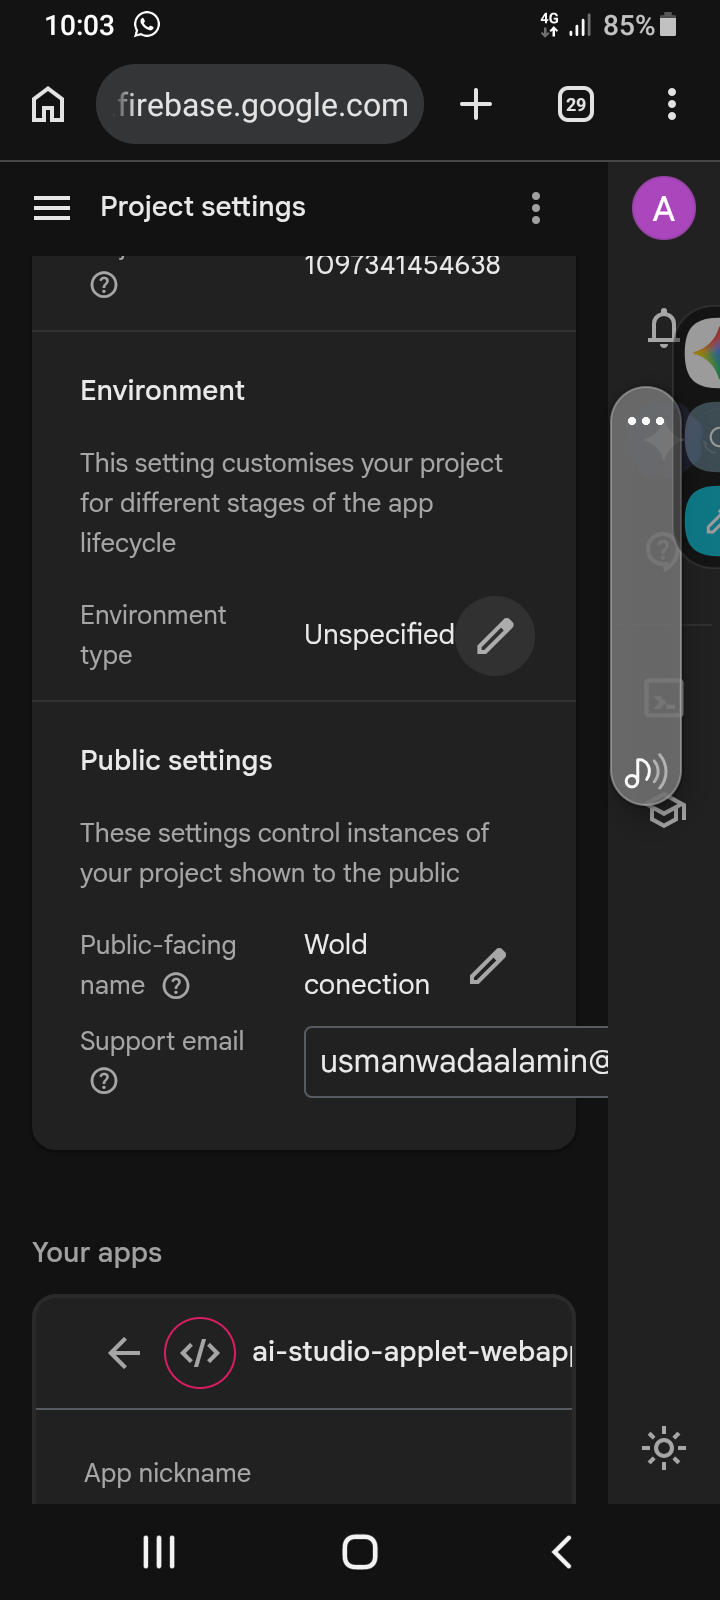 10:03
4G
85%
firebase.google.com
29
Project settings
A
1097341454638
Environment
This setting customises your project
for different stages of the app
lifecycle
Environment
type
Unspecified
Public settings
These settings control instances of
your project shown to the public
Public-facing
name
Wold
conection
Support email
usmanwadaalamin@
Your apps
ai-studio-applet-webapp
App nickname